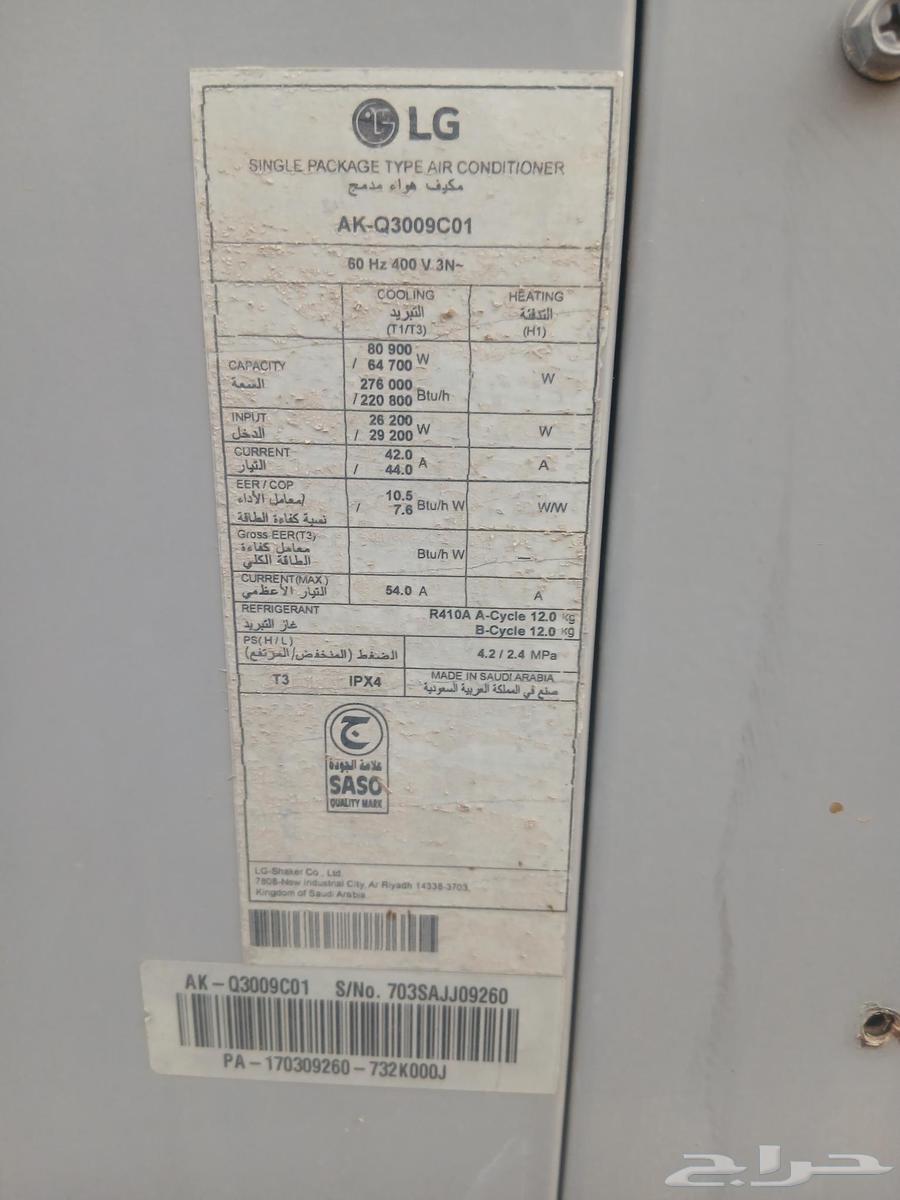 LG
SINGLE PACKAGE TYPE AIR CONDITIONER
مكيف هواء مدمج
AK-Q3009C01
60 Hz 400 V 3N~
COOLING HEATING
التبريد التدفئة
(T1/T3) (H1)
CAPACITY 80 900 / 64 700 W W
السعة 276 000 / 220 800 Btu/h
INPUT 26 200 W W
الدخل / 29 200
CURRENT 42.0 A A
التيار / 44.0
EER / COP 10.5 Btu/h W W/W
معامل الأداء/ / 7.6
نسبة كفاءة الطاقة
Gross EER(T3) Btu/h W —
معامل كفاءة
الطاقة الكلي
CURRENT(MAX) 54.0 A A
التيار الأعظمي
REFRIGERANT R410A A-Cycle 12.0 kg
غاز التبريد B-Cycle 12.0 kg
PS(H/L) 4.2 / 2.4 MPa
الضغط (المنخفض/المرتفع)
T3 IPX4 MADE IN SAUDI ARABIA
صنع في المملكة العربية السعودية
ج
علامة الجودة
SASO
QUALITY MARK
LG-Shaker Co., Ltd.
7808-New Industrial City, Ar Riyadh 14338-3703,
Kingdom of Saudi Arabia
AK-Q3009C01 S/No. 703SAJJ09260
PA-170309260-732K000J
حراج